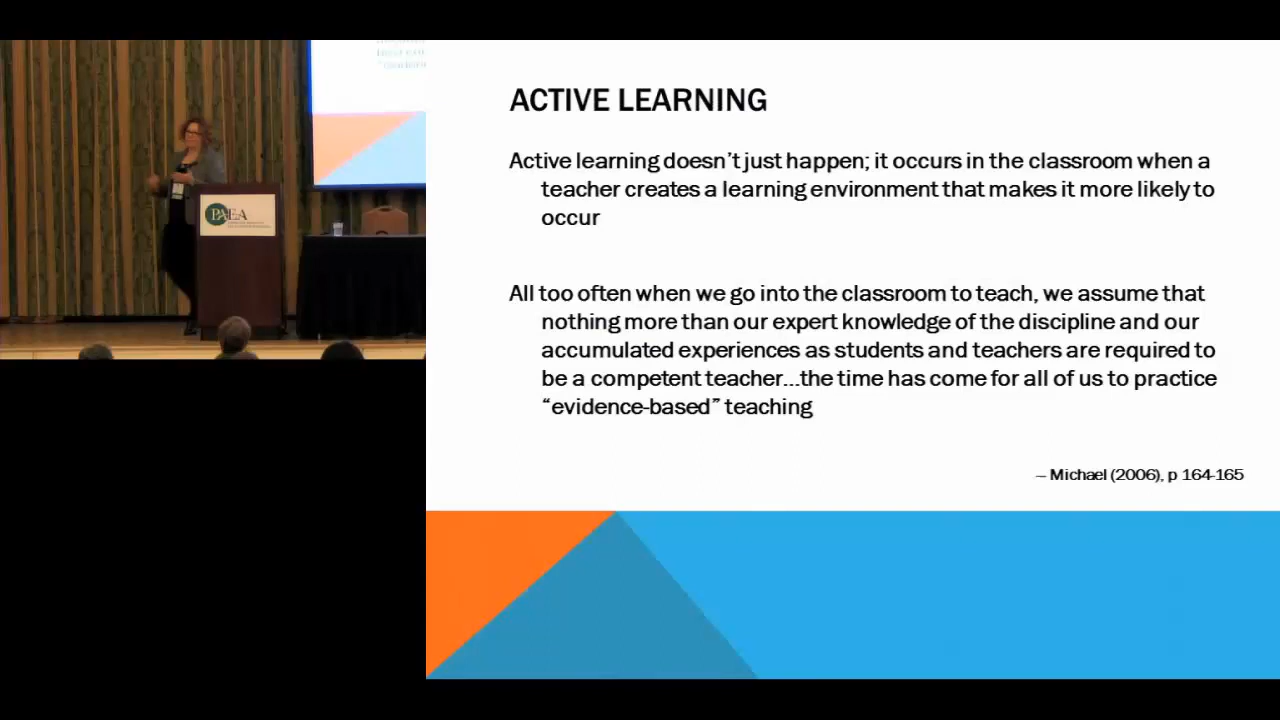 ACTIVE LEARNING
Active learning doesn't just happen; it occurs in the classroom when a
teacher creates a learning environment that makes it more likely to
occur
All too often when we go into the classroom to teach, we assume that
nothing more than our expert knowledge of the discipline and our
accumulated experiences as students and teachers are required to
be a competent teacher...the time has come for all of us to practice
“evidence-based” teaching
– Michael (2006), p 164-165
PAEA